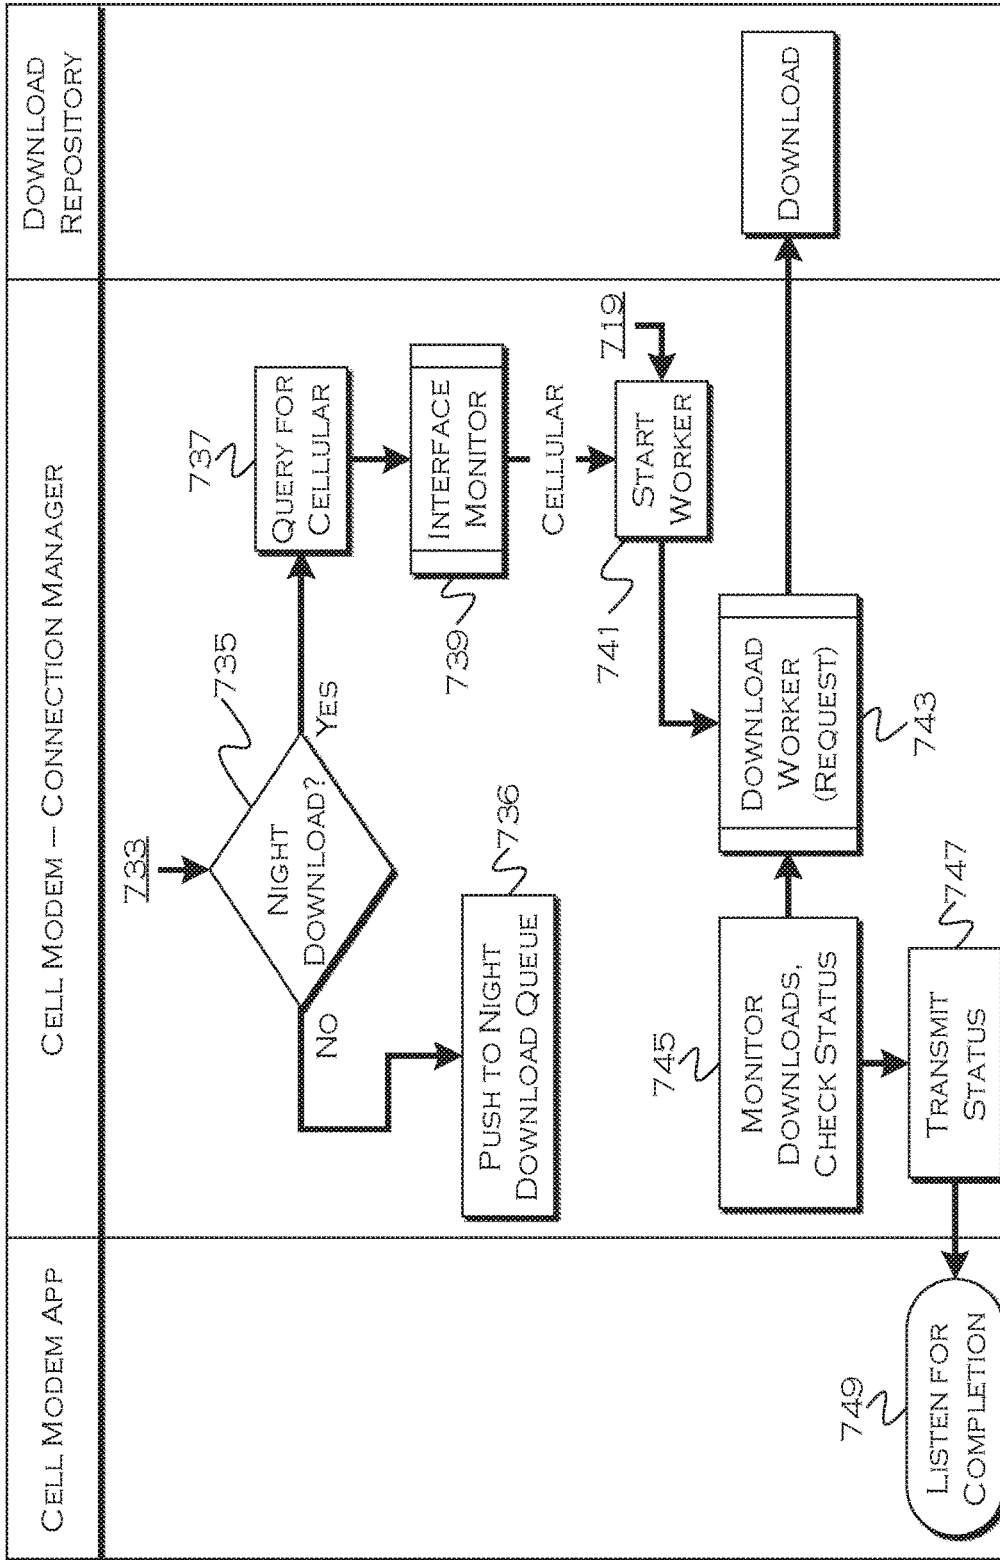 CELL MODEM APP
CELL MODEM – CONNECTION MANAGER
DOWNLOAD
REPOSITORY
733
NIGHT
DOWNLOAD?
735
NO
YES
PUSH TO NIGHT
DOWNLOAD QUEUE
736
737
QUERY FOR
CELLULAR
INTERFACE
MONITOR
739
CELLULAR
719
START
WORKER
741
DOWNLOAD
WORKER
(REQUEST)
743
DOWNLOAD
745
MONITOR
DOWNLOADS,
CHECK STATUS
747
TRANSMIT
STATUS
749
LISTEN FOR
COMPLETION